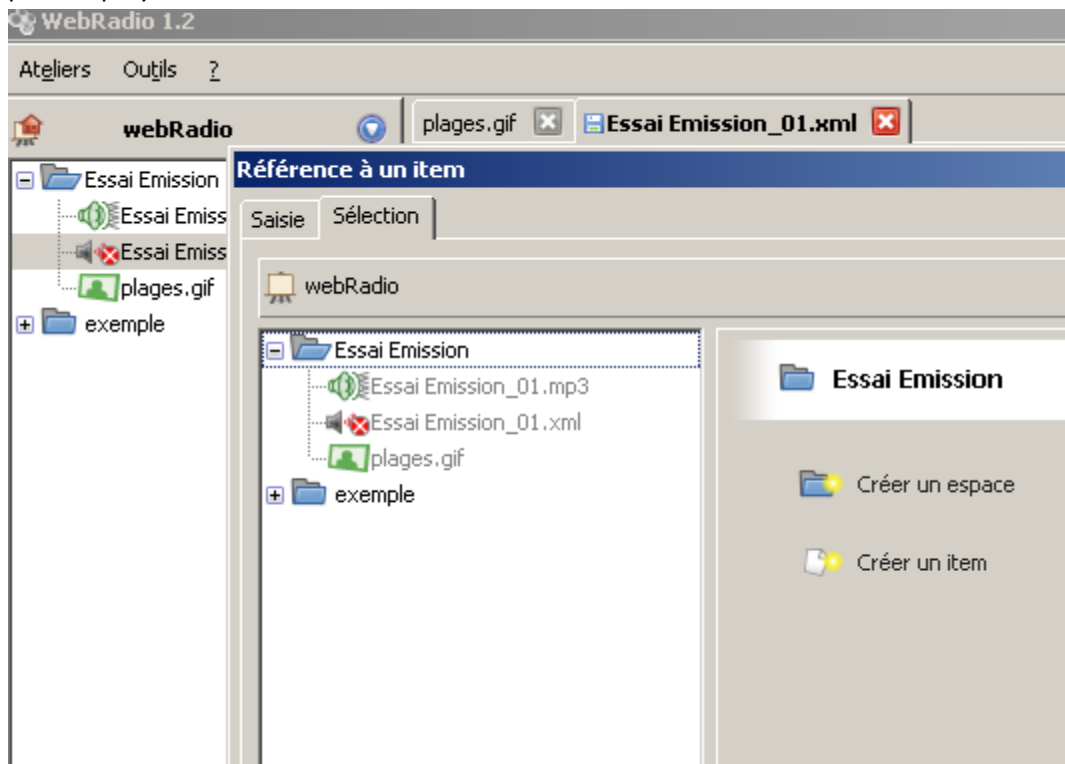 WebRadio 1.2
Ateliers Outils ?
webRadio
plages.gif
Essai Emission_01.xml
Essai Emission
Essai Emiss
Essai Emiss
plages.gif
exemple
Référence à un item
Saisie Sélection
webRadio
Essai Emission
Essai Emission_01.mp3
Essai Emission_01.xml
plages.gif
exemple
Essai Emission
Créer un espace
Créer un item